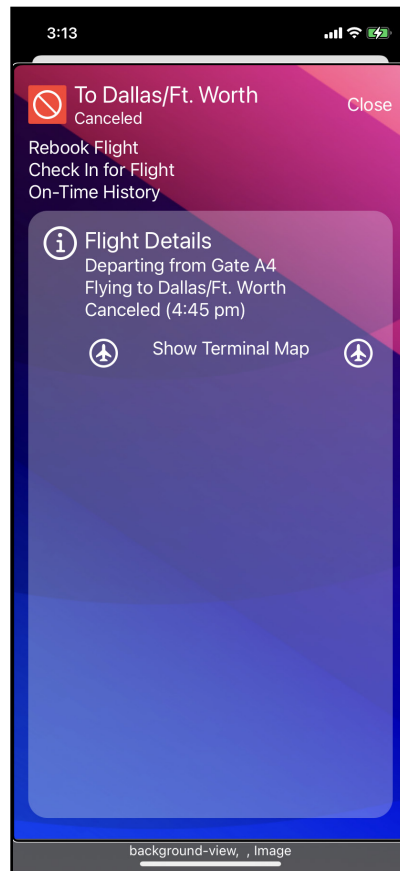 3:13
To Dallas/Ft. Worth
Canceled
Close
Rebook Flight
Check In for Flight
On-Time History
Flight Details
Departing from Gate A4
Flying to Dallas/Ft. Worth
Canceled (4:45 pm)
Show Terminal Map
background-view, , Image